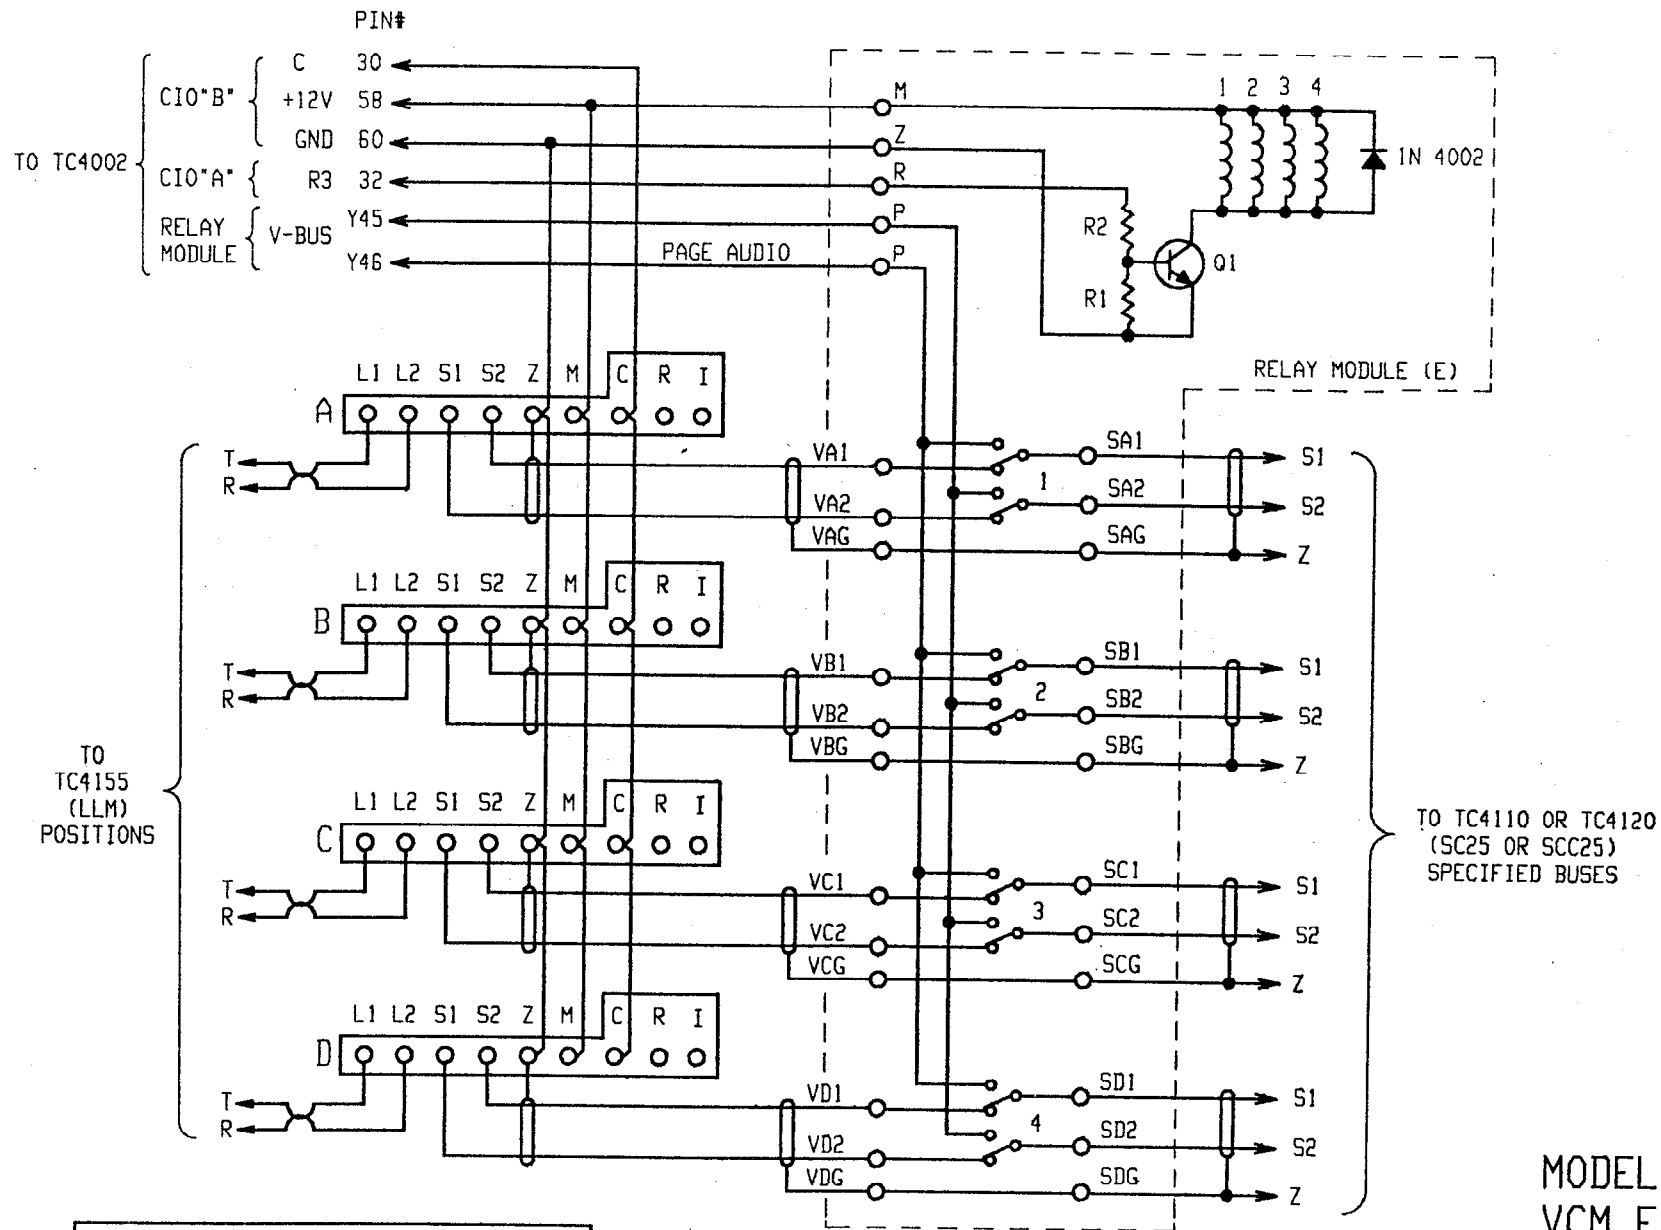 PIN#
C 30
CIO"B" +12V 58 M 1 2 3 4
GND 60 Z
TO TC4002 1N 4002
CIO"A" R3 32 R
RELAY MODULE V-BUS Y45 P
Y46 PAGE AUDIO P
R2
Q1
R1
RELAY MODULE (E)
L1 L2 S1 S2 Z M C R I
A
T
R
VA1 SA1 S1
1
VA2 SA2 S2
VAG SAG Z
L1 L2 S1 S2 Z M C R I
B
T
R
VB1 SB1 S1
2
VB2 SB2 S2
VBG SBG Z
TO
TC4155
(LLM)
POSITIONS
L1 L2 S1 S2 Z M C R I
C
TO TC4110 OR TC4120
(SC25 OR SCC25)
SPECIFIED BUSES
T
R
VC1 SC1 S1
3
VC2 SC2 S2
VCG SCG Z
L1 L2 S1 S2 Z M C R I
D
T
R
VD1 SD1 S1
4
VD2 SD2 S2
VDG SDG Z
MODEL
VCM E